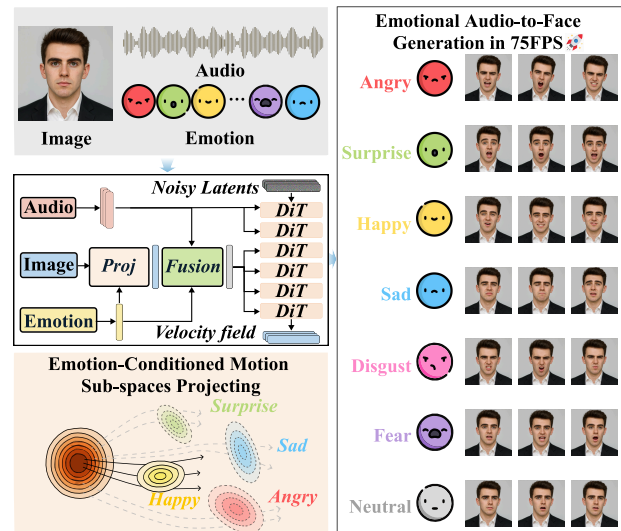 Audio
Image
Emotion
Noisy Latents
Audio
DiT
DiT
Image
Proj
Fusion
DiT
DiT
DiT
Emotion
DiT
Velocity field
Emotion-Conditioned Motion
Sub-spaces Projecting
Surprise
Sad
Happy
Angry
Emotional Audio-to-Face
Generation in 75FPS🚀
Angry
Surprise
Happy
Sad
Disgust
Fear
Neutral